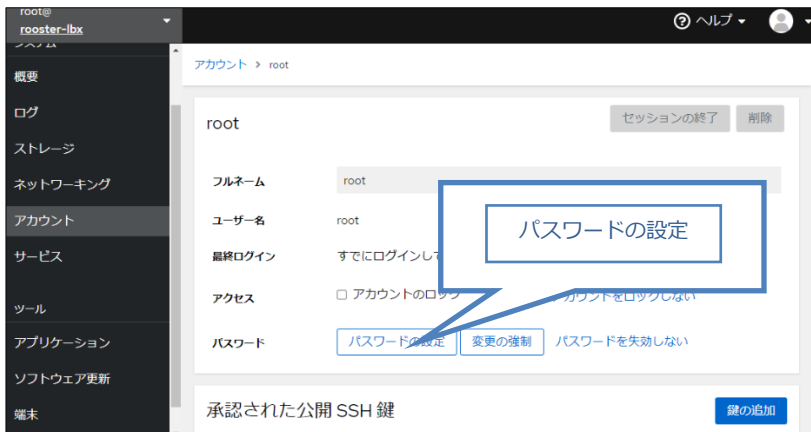 root@
rooster-lbx
ヘルプ
システム
概要
ログ
ストレージ
ネットワーキング
アカウント
サービス
ツール
アプリケーション
ソフトウェア更新
端末
アカウント > root
root
セッションの終了 削除
フルネーム root
ユーザー名 root
パスワードの設定
最終ログイン すでにログインして
アクセス アカウントのロック アカウントをロックしない
パスワード パスワードの設定 変更の強制 パスワードを失効しない
承認された公開 SSH 鍵 鍵の追加